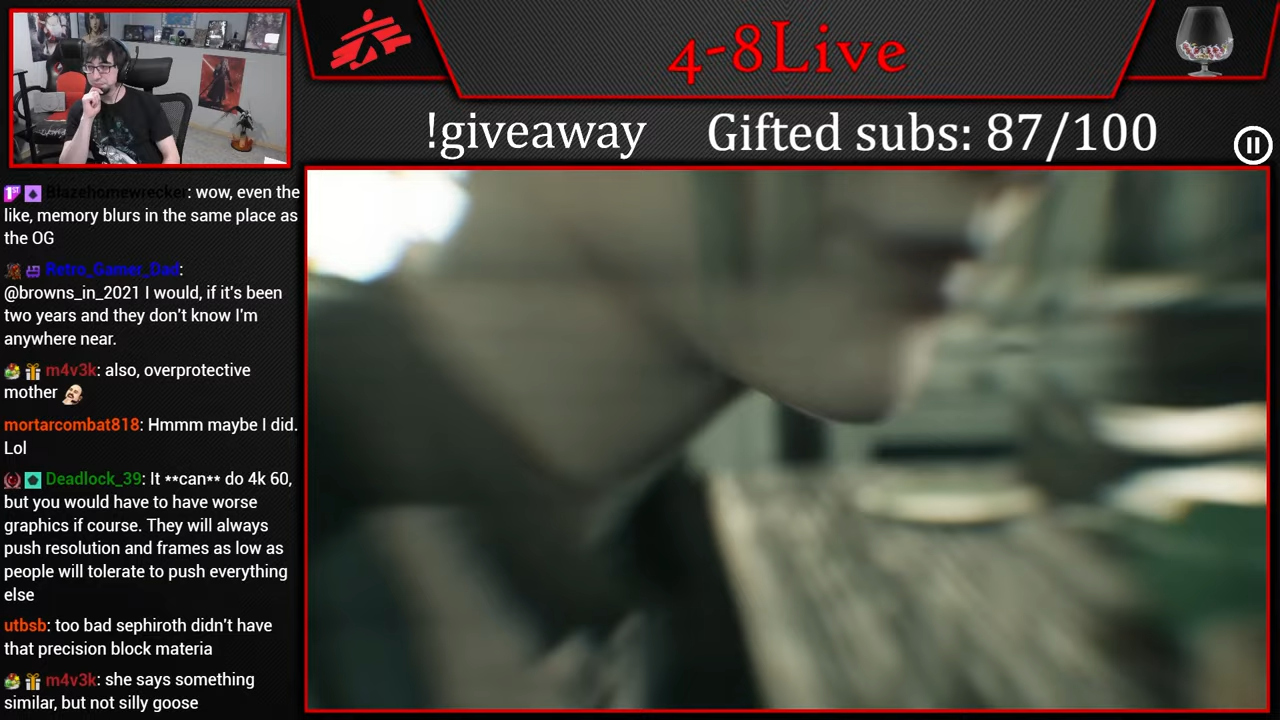 4-8Live
!giveaway
Gifted subs: 87/100
1ST
Blazehomewrecker: wow, even the
like, memory blurs in the same place as
the OG
Retro_Gamer_Dad:
@browns_in_2021 I would, if it's been
two years and they don't know I'm
anywhere near.
m4v3k: also, overprotective
mother
mortarcombat818: Hmmm maybe I did.
Lol
Deadlock_39: It **can** do 4k 60,
but you would have to have worse
graphics if course. They will always
push resolution and frames as low as
people will tolerate to push everything
else
utbsb: too bad sephiroth didn't have
that precision block materia
m4v3k: she says something
similar, but not silly goose